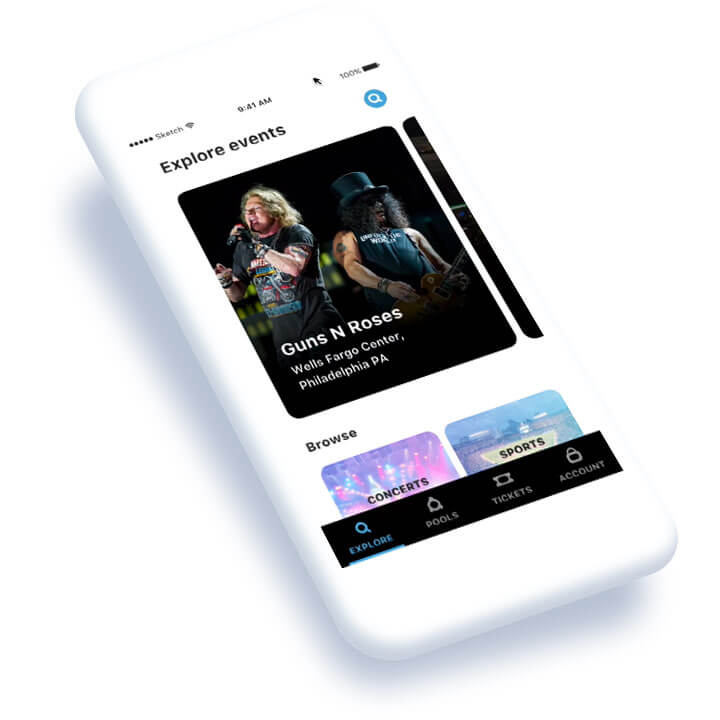 ●●●●● Sketch
9:41 AM
100%
Explore events
Guns N Roses
Wells Fargo Center,
Philadelphia PA
Browse
CONCERTS
SPORTS
EXPLORE
POOLS
TICKETS
ACCOUNT